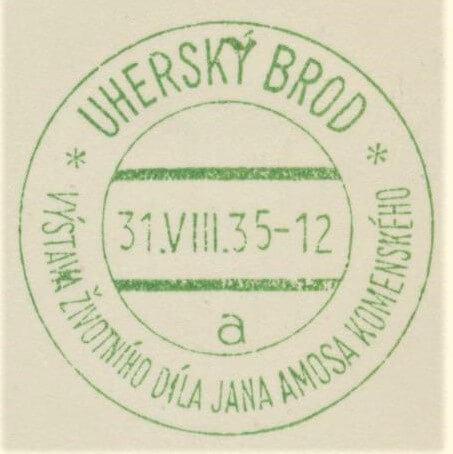 * UHERSKÝ BROD *
31.VIII.35-12
a
VÝSTAVA ŽIVOTNÍHO DÍLA JANA AMOSA KOMENSKÉHO